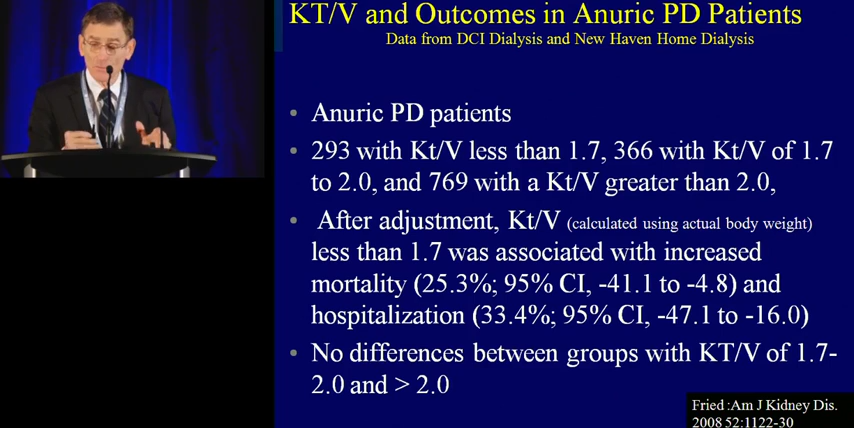 KT/V and Outcomes in Anuric PD Patients
Data from DCI Dialysis and New Haven Home Dialysis
• Anuric PD patients
• 293 with Kt/V less than 1.7, 366 with Kt/V of 1.7
to 2.0, and 769 with a Kt/V greater than 2.0,
• After adjustment, Kt/V (calculated using actual body weight)
less than 1.7 was associated with increased
mortality (25.3%; 95% CI, -41.1 to -4.8) and
hospitalization (33.4%; 95% CI, -47.1 to -16.0)
• No differences between groups with KT/V of 1.7-
2.0 and > 2.0
Fried :Am J Kidney Dis.
2008 52:1122-30